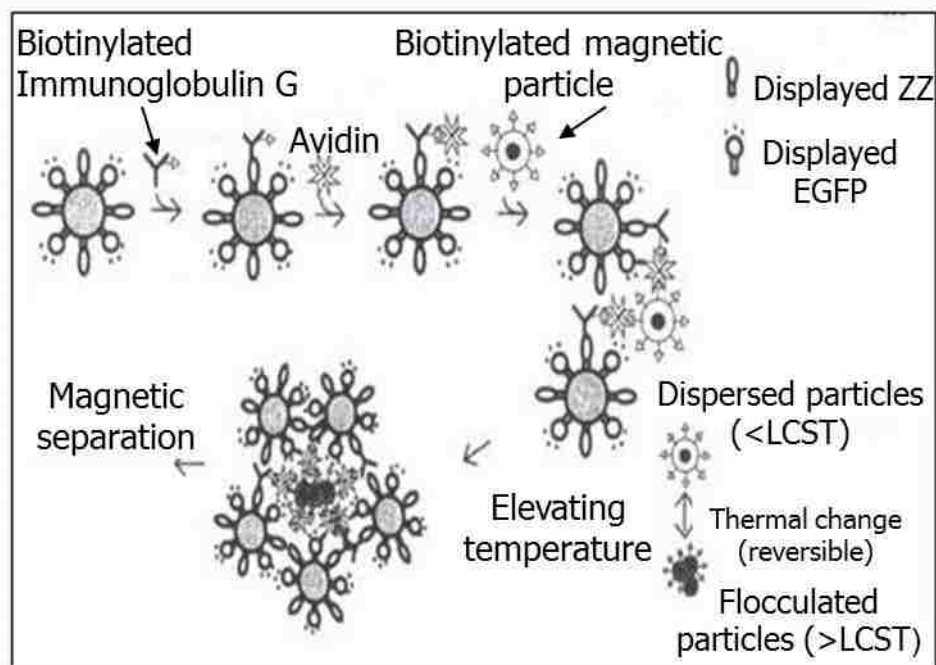 Biotinylated
Immunoglobulin G
Biotinylated magnetic
particle
Displayed ZZ
Avidin
Displayed
EGFP
Magnetic
separation
Dispersed particles
(<LCST)
Elevating
temperature
Thermal change
(reversible)
Flocculated
particles (>LCST)